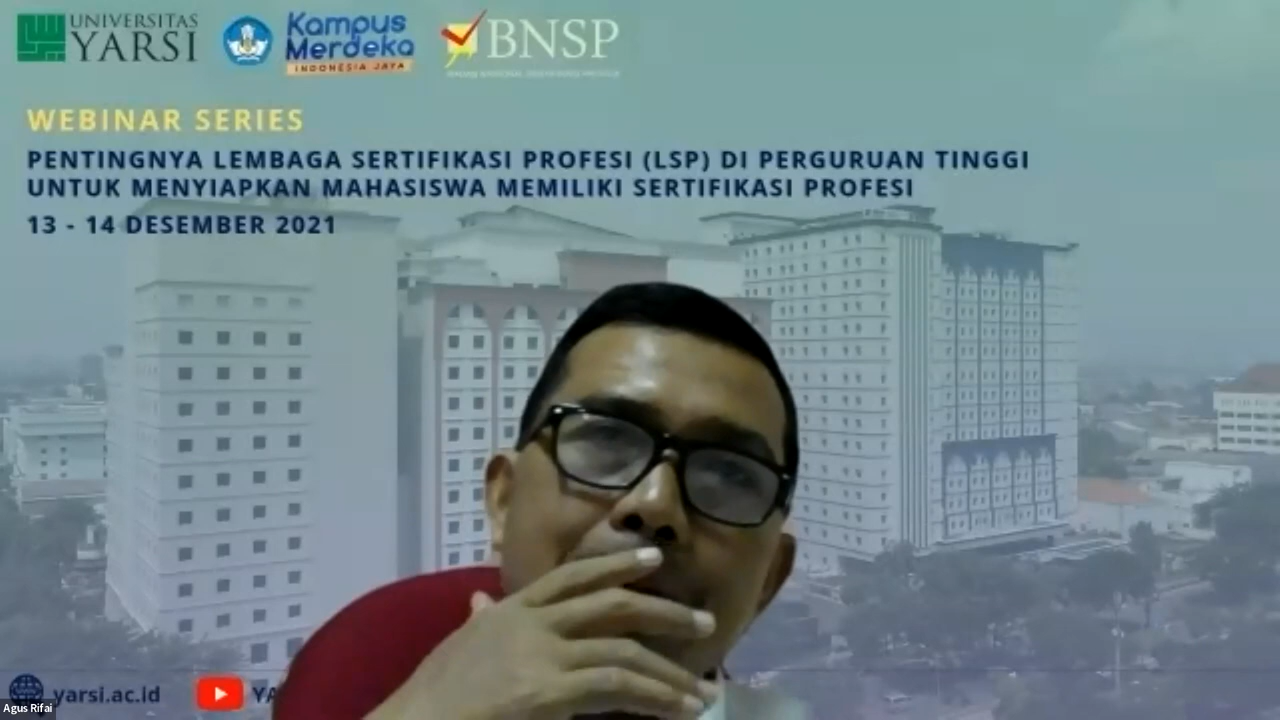 UNIVERSITAS
YARSI
Kampus
Merdeka
INDONESIA JAYA
BNSP
WEBINAR SERIES
PENTINGNYA LEMBAGA SERTIFIKASI PROFESI (LSP) DI PERGURUAN TINGGI
UNTUK MENYIAPKAN MAHASISWA MEMILIKI SERTIFIKASI PROFESI
13 - 14 DESEMBER 2021
yarsi.ac.id
YA
Agus Rifai